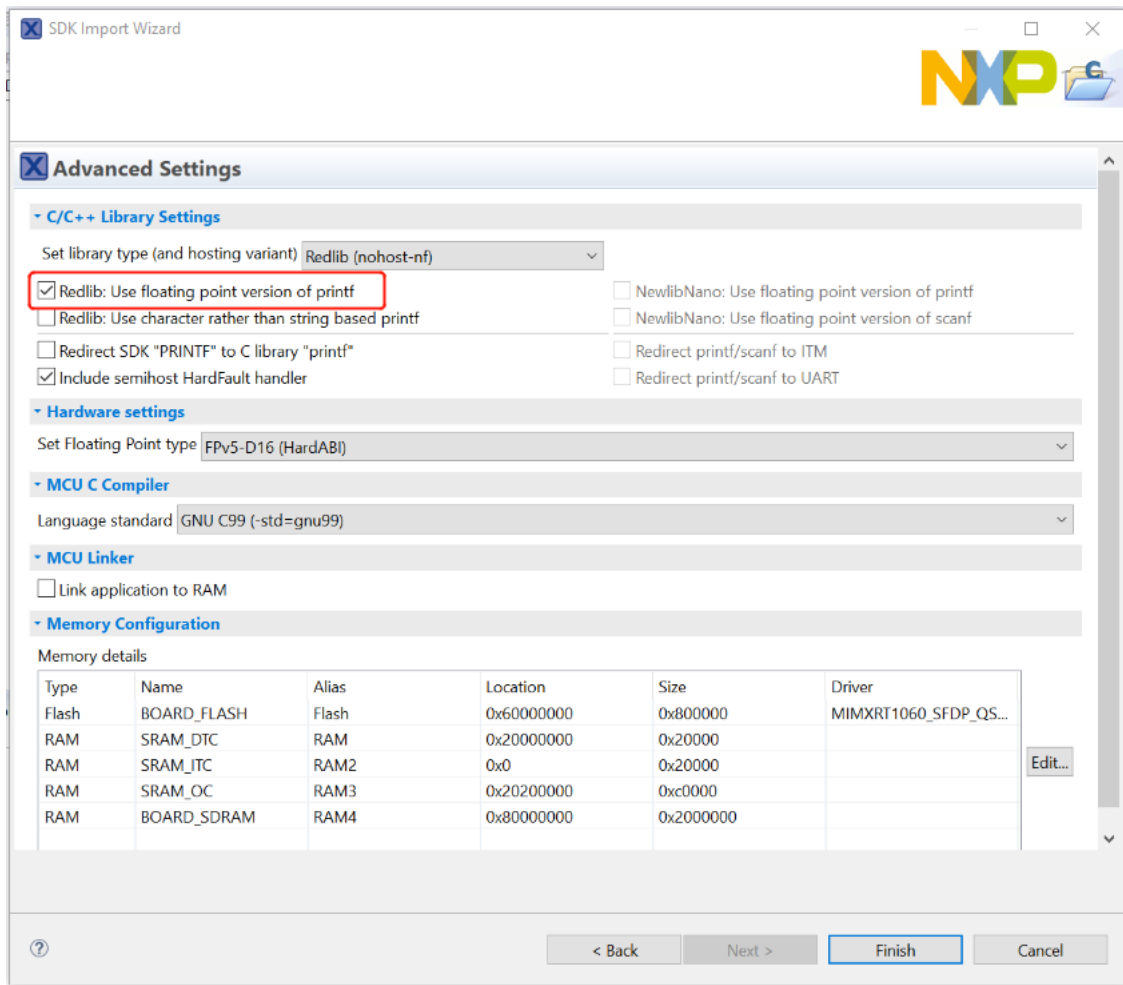 SDK Import Wizard
NXP
C
X Advanced Settings
C/C++ Library Settings
Set library type (and hosting variant) Redlib (nohost-nf)
Redlib: Use floating point version of printf NewlibNano: Use floating point version of printf
Redlib: Use character rather than string based printf NewlibNano: Use floating point version of scanf
Redirect SDK "PRINTF" to C library "printf" Redirect printf/scanf to ITM
Include semihost HardFault handler Redirect printf/scanf to UART
Hardware settings
Set Floating Point type FPv5-D16 (HardABI)
MCU C Compiler
Language standard GNU C99 (-std=gnu99)
MCU Linker
Link application to RAM
Memory Configuration
Memory details
Type Name Alias Location Size Driver
Flash BOARD_FLASH Flash 0x60000000 0x800000 MIMXRT1060_SFDP_QS...
RAM SRAM_DTC RAM 0x20000000 0x20000
RAM SRAM_ITC RAM2 0x0 0x20000 Edit...
RAM SRAM_OC RAM3 0x20200000 0xc0000
RAM BOARD_SDRAM RAM4 0x80000000 0x2000000
? < Back Next > Finish Cancel